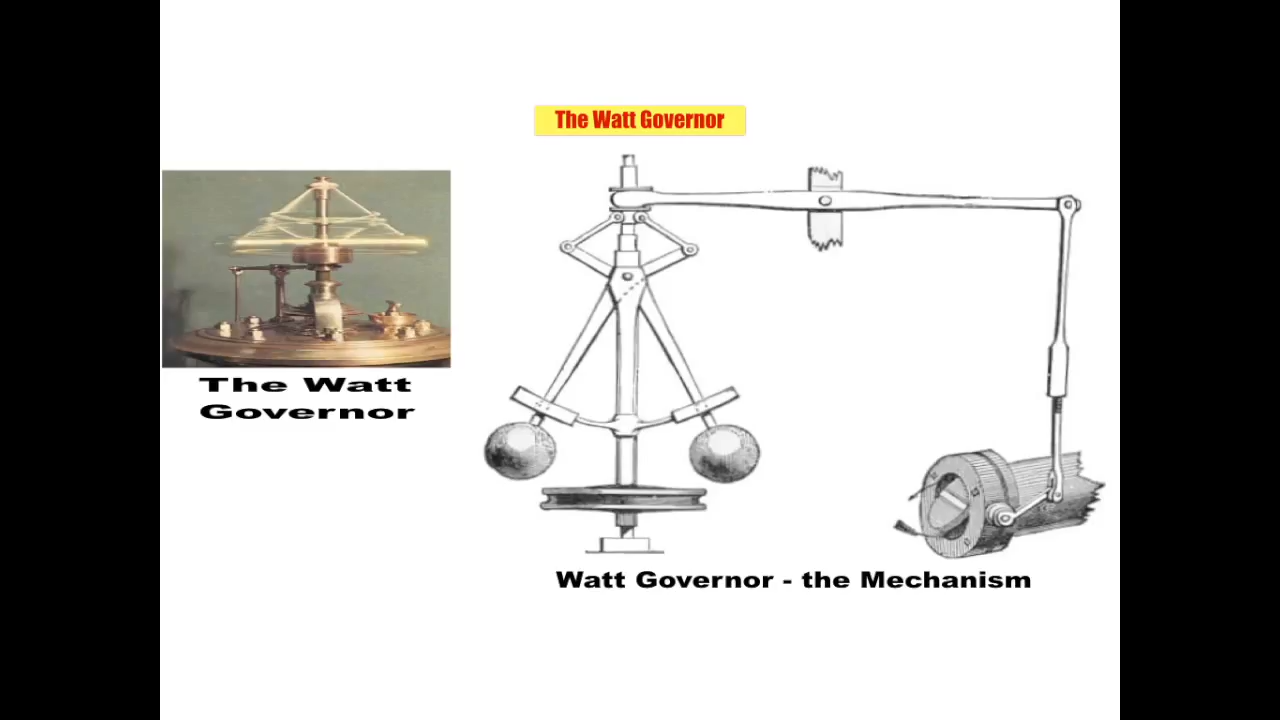 The Watt Governor
The Watt
Governor
Watt Governor - the Mechanism